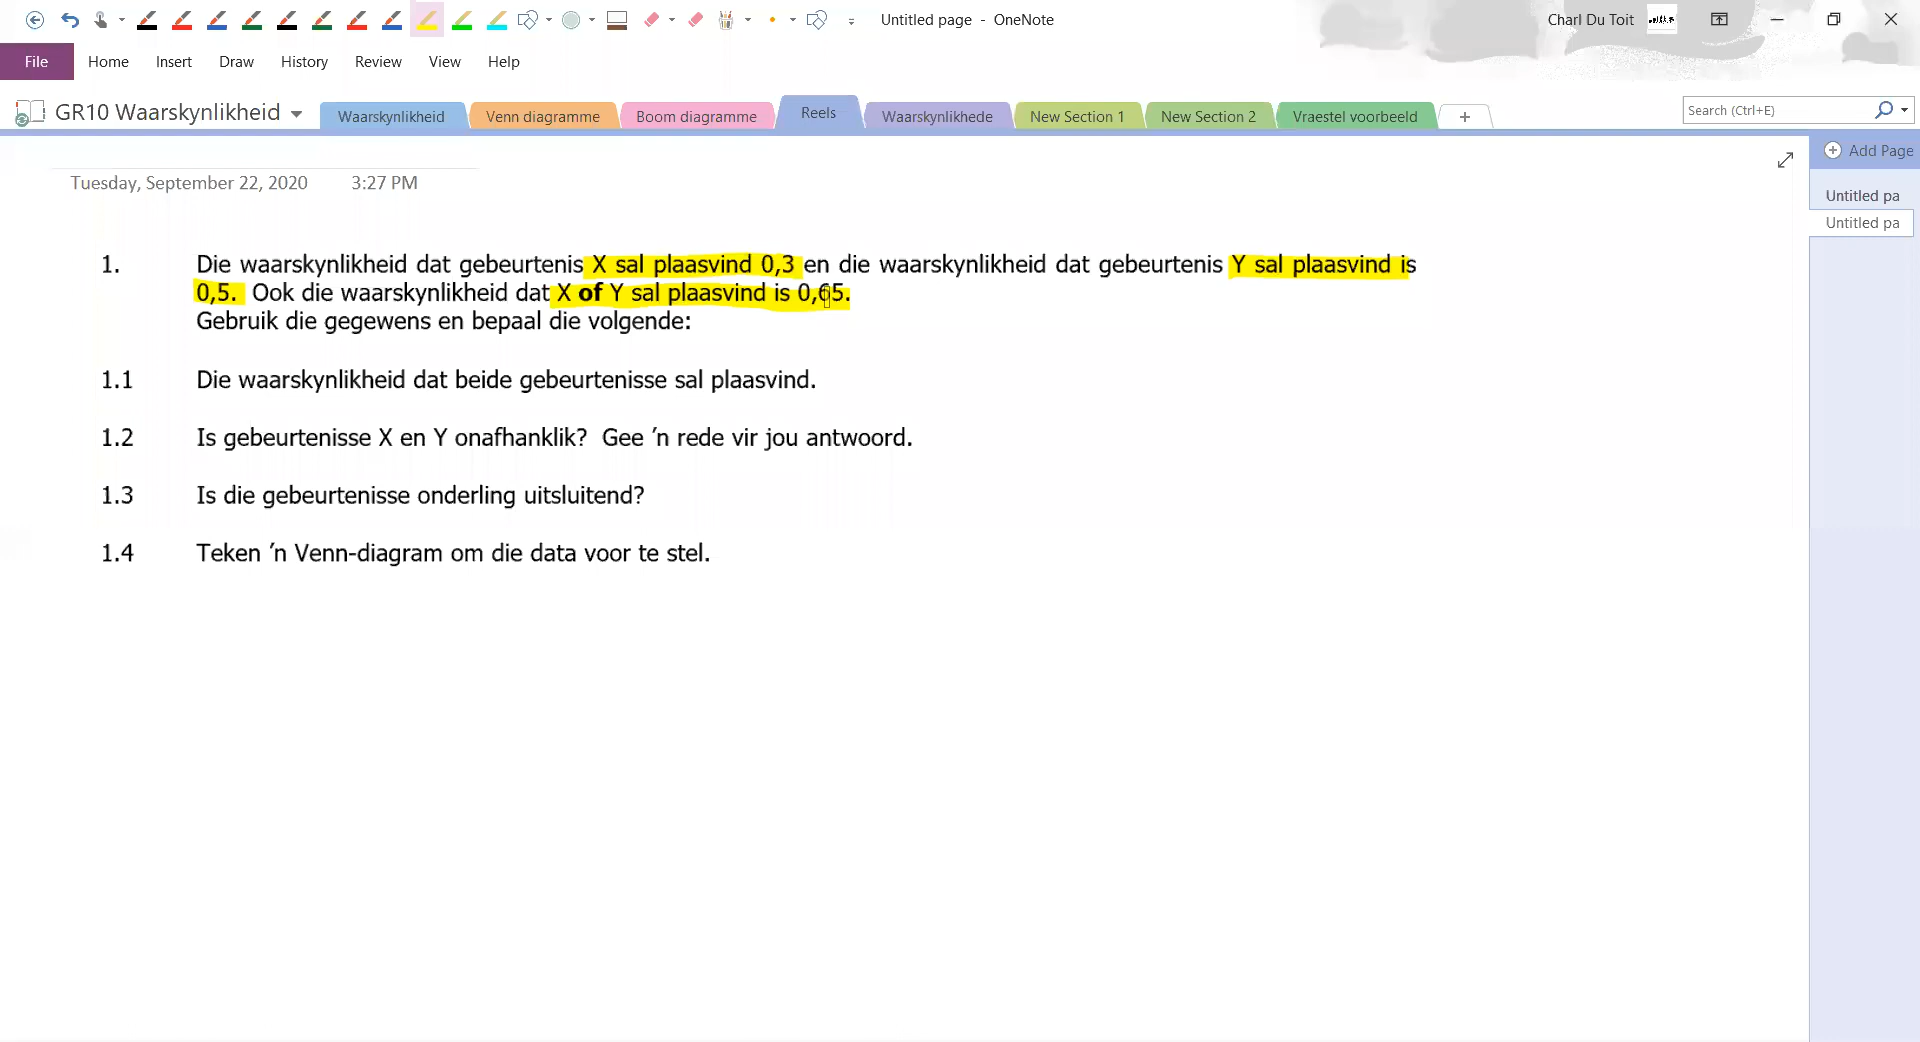 Untitled page - OneNote
Charl Du Toit
File Home Insert Draw History Review View Help
GR10 Waarskynlikheid
Waarskynlikheid
Venn diagramme
Boom diagramme
Reels
Waarskynlikhede
New Section 1
New Section 2
Vraestel voorbeeld
+
Search (Ctrl+E)
Add Page
Untitled pa
Untitled pa
Tuesday, September 22, 2020 3:27 PM
1. Die waarskynlikheid dat gebeurtenis X sal plaasvind 0,3 en die waarskynlikheid dat gebeurtenis Y sal plaasvind is
0,5. Ook die waarskynlikheid dat X of Y sal plaasvind is 0,65.
Gebruik die gegewens en bepaal die volgende:
1.1 Die waarskynlikheid dat beide gebeurtenisse sal plaasvind.
1.2 Is gebeurtenisse X en Y onafhanklik? Gee ’n rede vir jou antwoord.
1.3 Is die gebeurtenisse onderling uitsluitend?
1.4 Teken ’n Venn-diagram om die data voor te stel.